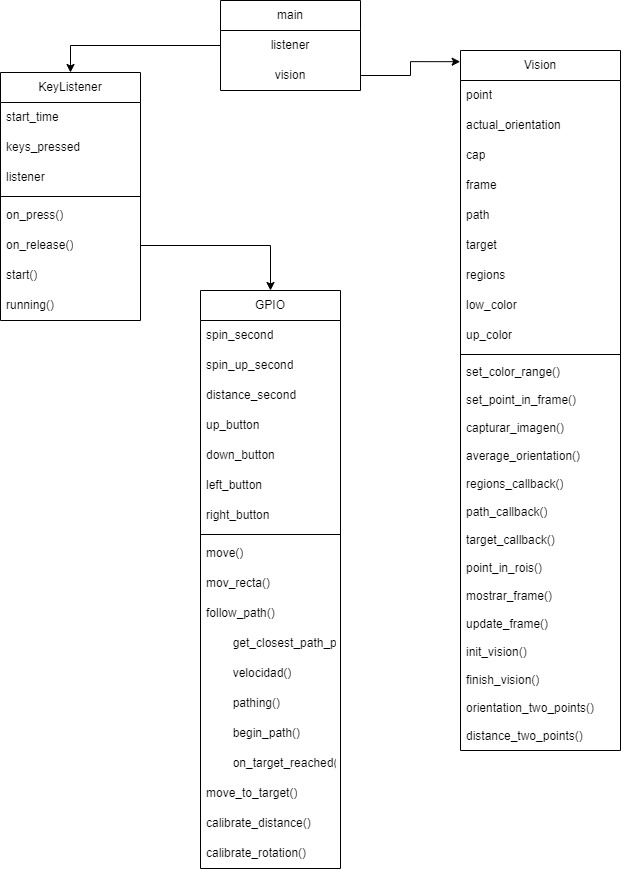 main
listener
vision
KeyListener
start_time
keys_pressed
listener
on_press()
on_release()
start()
running()
GPIO
spin_second
spin_up_second
distance_second
up_button
down_button
left_button
right_button
move()
mov_recta()
follow_path()
get_closest_path_p
velocidad()
pathing()
begin_path()
on_target_reached(
move_to_target()
calibrate_distance()
calibrate_rotation()
Vision
point
actual_orientation
cap
frame
path
target
regions
low_color
up_color
set_color_range()
set_point_in_frame()
capturar_imagen()
average_orientation()
regions_callback()
path_callback()
target_callback()
point_in_rois()
mostrar_frame()
update_frame()
init_vision()
finish_vision()
orientation_two_points()
distance_two_points()